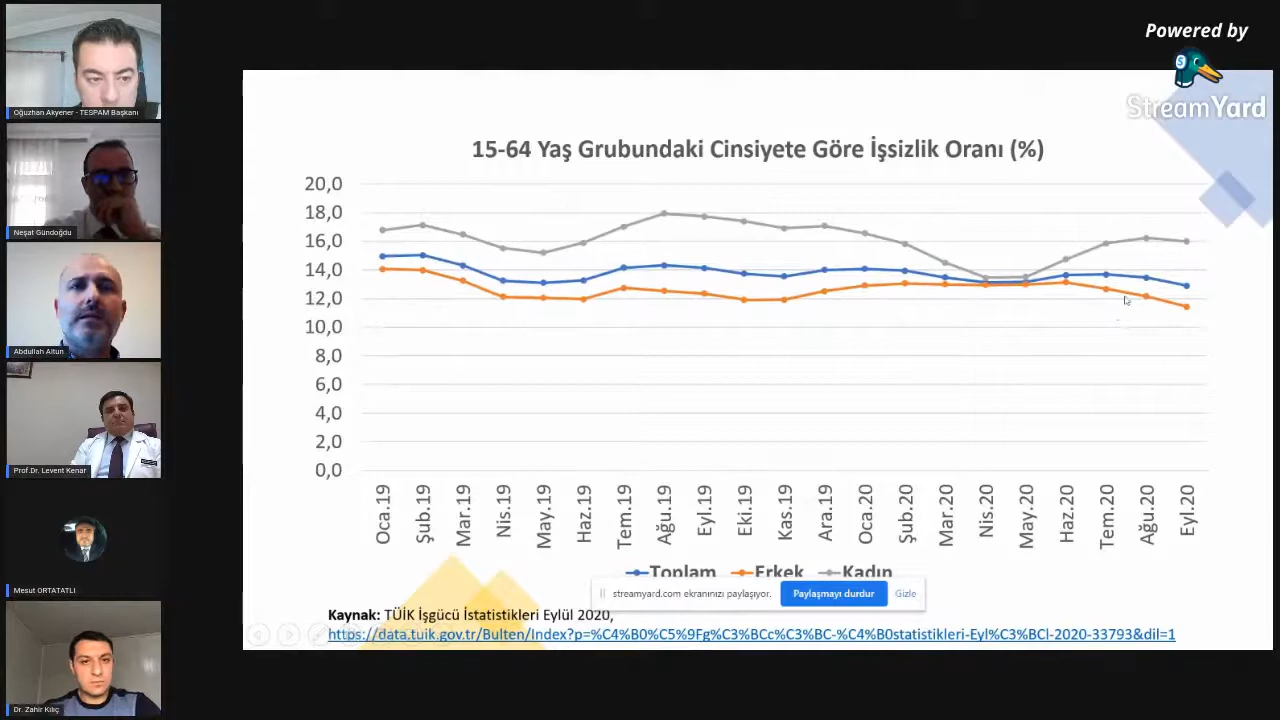 Powered by
StreamYard
Oğuzhan Akyener - TESPAM Başkanı
Neşat Gündoğdu
Abdullah Altun
Prof.Dr. Levent Kenar
Mesut ORTATATLI
Dr. Zahir Kılıç
15-64 Yaş Grubundaki Cinsiyete Göre İşsizlik Oranı (%)
20,0
18,0
16,0
14,0
12,0
10,0
8,0
6,0
4,0
2,0
0,0
Oca.19
Şub.19
Mar.19
Nis.19
May.19
Haz.19
Tem.19
Ağu.19
Eyl.19
Eki.19
Kas.19
Ara.19
Oca.20
Şub.20
Mar.20
Nis.20
May.20
Haz.20
Tem.20
Ağu.20
Eyl.20
Toplam Erkek Kadın
streamyard.com ekranınızı paylaşıyor. Paylaşmayı durdur Gizle
Kaynak: TÜİK İşgücü İstatistikleri Eylül 2020,
https://data.tuik.gov.tr/Bulten/Index?p=%C4%B0%C5%9Fg%C3%BCc%C3%BC-%C4%B0statistikleri-Eyl%C3%BCl-2020-33793&dil=1